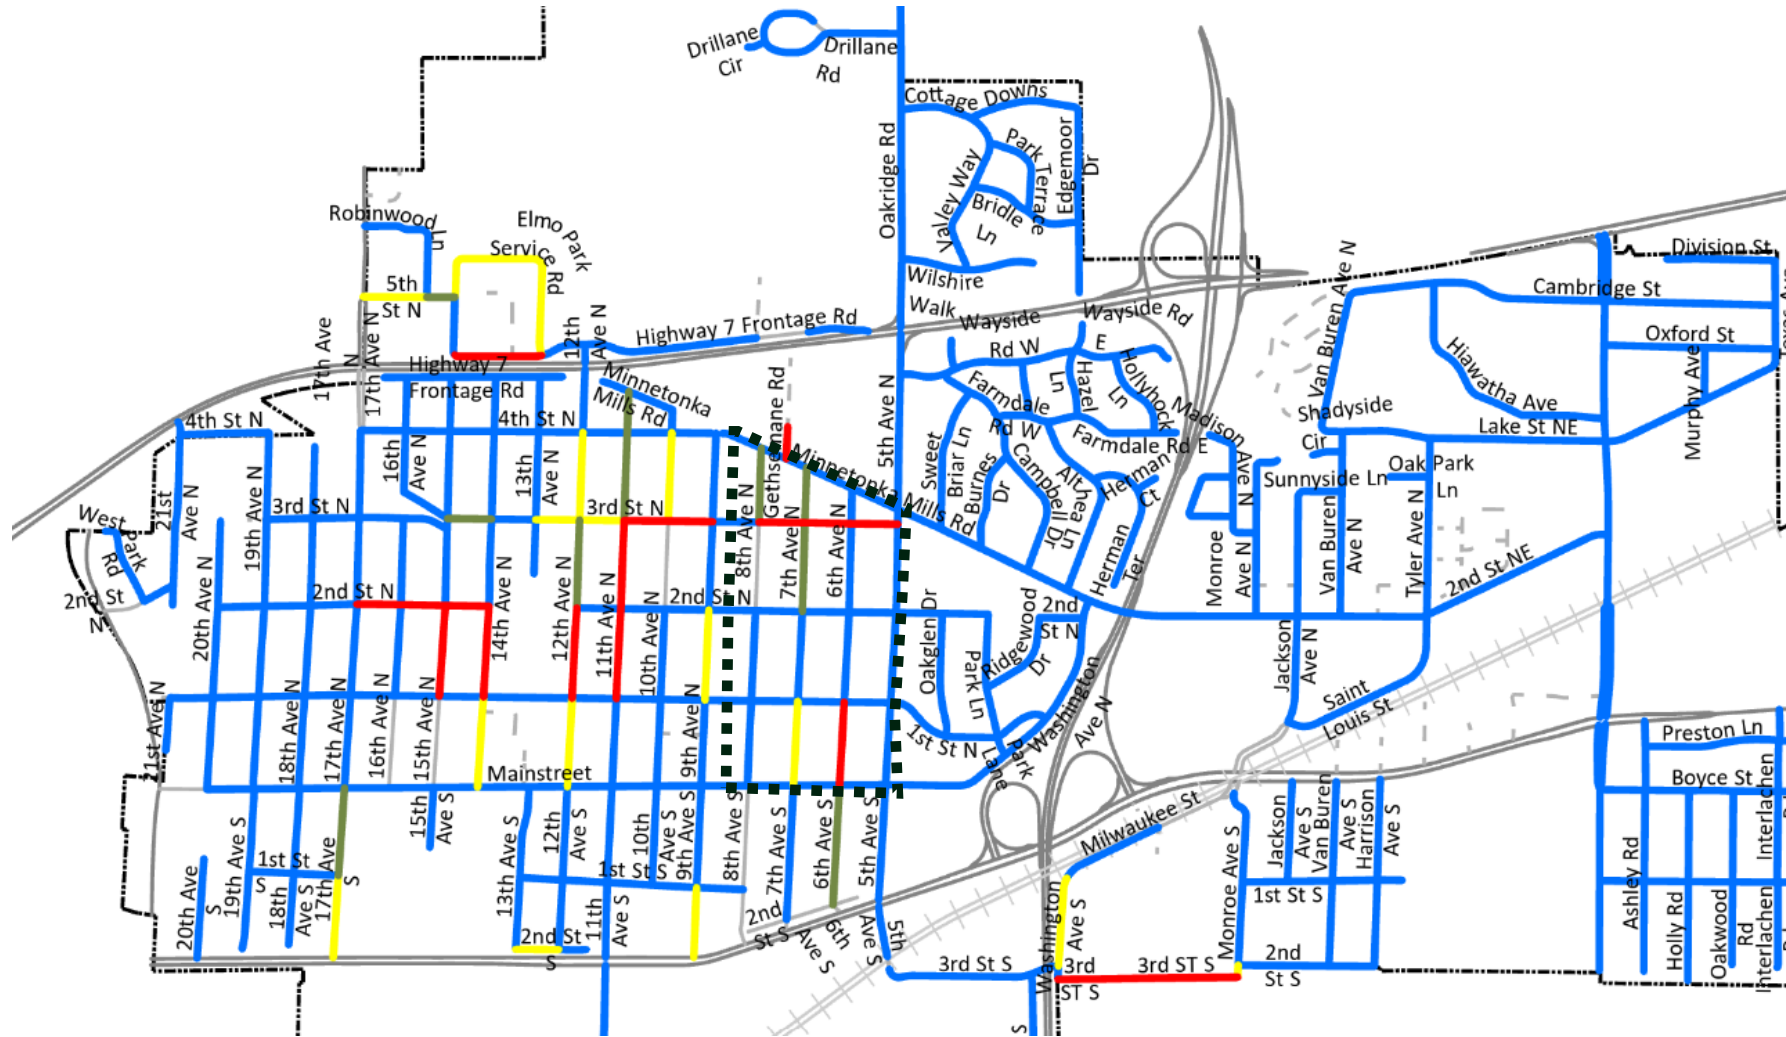 Drillane
Cir
Drillane
Rd
Cottage Downs
Oakridge Rd
Park Terrace
Edgemoor
Dr
Valley Way
Bridle
Ln
Wilshire
Walk
Wayside
Wayside Rd
Robinwood
Ln
Elmo Park
Service Rd
5th
St N
17th Ave
N
17th Ave N
12th
Ave N
Highway 7 Frontage Rd
Highway 7
Frontage Rd
Minnetonka
Mills Rd
Gethsemane Rd
Minnetonka Mills Rd
4th St N
4th St N
16th
Ave N
13th
Ave N
5th Ave N
Rd W
E
Hazel
Ln
Hollyhock
Ln
Farmdale
Rd W
Farmdale Rd E
Madison
Ave N
Sweet
Briar Ln
Burnes
Dr
Campbell Dr
Althea Ln
Herman
Ct
Herman
Ter
Van Buren Ave N
Shadyside
Cir
Sunnyside Ln
Oak Park
Ln
Hiawatha Ave
Lake St NE
Division St
Cambridge St
Oxford St
Murphy Ave
West
Park
Rd
2nd St
N
21st
Ave N
20th Ave N
19th Ave N
3rd St N
3rd St N
2nd St N
2nd St N
14th Ave N
12th Ave N
11th Ave N
10th Ave N
8th Ave N
7th Ave N
6th Ave N
Oakglen Dr
Park Ln
Ridgewood
Dr
2nd
St N
Monroe
Ave N
Van Buren
Ave N
Tyler Ave N
2nd St NE
Jackson
Ave N
Saint
Louis St
21st Ave N
18th Ave N
17th Ave N
16th Ave N
15th Ave N
9th Ave N
1st St N
Park
Lane
Washington
Ave N
Mainstreet
15th
Ave S
13th Ave S
12th
Ave S
10th
Ave S
9th Ave S
8th Ave S
7th Ave S
6th Ave S
5th Ave S
1st St
S
1st St S
20th Ave
S
19th Ave S
18th
Ave S
17th Ave
S
11th
Ave S
2nd St
S
2nd
St S
6th
Ave S
5th
Ave S
3rd St S
Washington
Ave S
3rd
ST S
3rd ST S
Milwaukee St
Monroe Ave S
Jackson
Ave S
Van Buren
Ave S
Harrison
Ave S
1st St S
2nd
St S
Preston Ln
Boyce St
Ashley Rd
Holly Rd
Oakwood
Rd
Interlachen
Interlachen
S